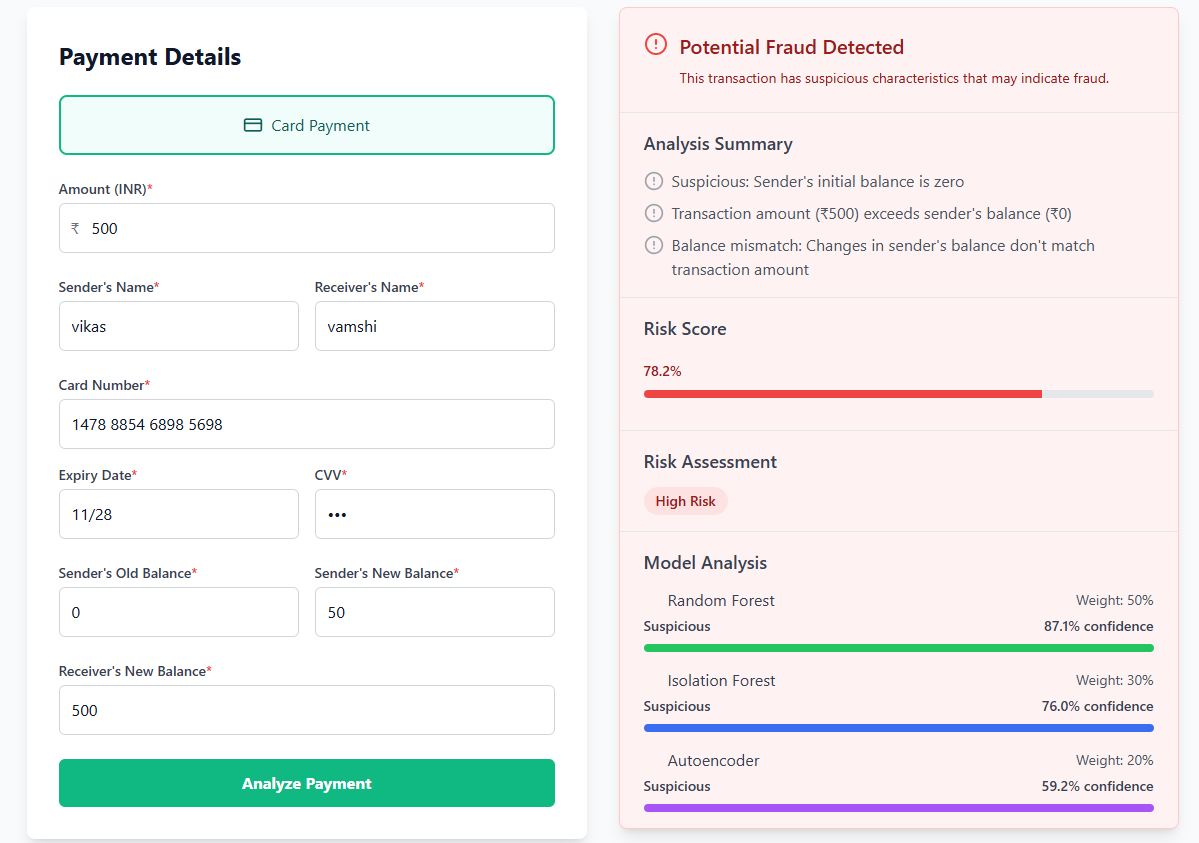 Payment Details
Card Payment
Amount (INR)*
₹ 500
Sender's Name*
Receiver's Name*
vikas
vamshi
Card Number*
1478 8854 6898 5698
Expiry Date*
CVV*
11/28
•••
Sender's Old Balance*
Sender's New Balance*
0
50
Receiver's New Balance*
500
Analyze Payment
Potential Fraud Detected
This transaction has suspicious characteristics that may indicate fraud.
Analysis Summary
Suspicious: Sender's initial balance is zero
Transaction amount (₹500) exceeds sender's balance (₹0)
Balance mismatch: Changes in sender's balance don't match
transaction amount
Risk Score
78.2%
Risk Assessment
High Risk
Model Analysis
Random Forest
Weight: 50%
Suspicious
87.1% confidence
Isolation Forest
Weight: 30%
Suspicious
76.0% confidence
Autoencoder
Weight: 20%
Suspicious
59.2% confidence